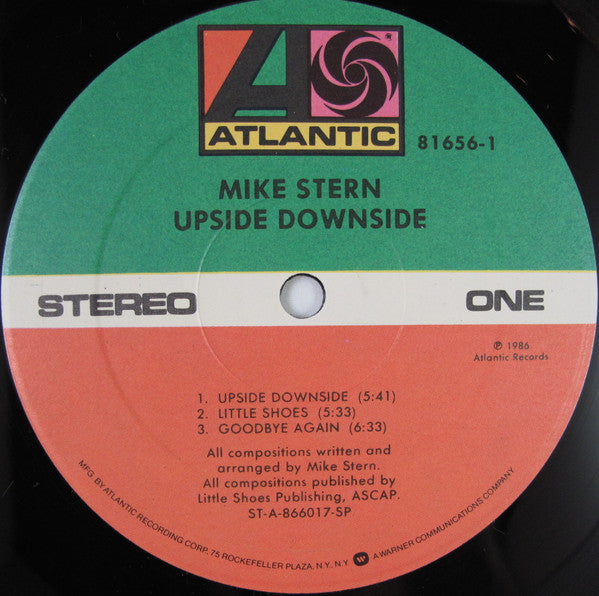 ATLANTIC
81656-1
MIKE STERN
UPSIDE DOWNSIDE
STEREO
ONE
℗ 1986
Atlantic Records
1. UPSIDE DOWNSIDE (5:41)
2. LITTLE SHOES (5:33)
3. GOODBYE AGAIN (6:33)
All compositions written and
arranged by Mike Stern.
All compositions published by
Little Shoes Publishing, ASCAP.
ST-A-866017-SP
MFG. BY ATLANTIC RECORDING CORP. 75 ROCKEFELLER PLAZA, N.Y. N.Y. A WARNER COMMUNICATIONS COMPANY